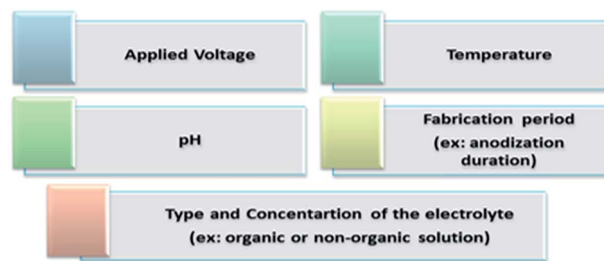 Applied Voltage
Temperature
pH
Fabrication period
(ex: anodization
duration)
Type and Concentartion of the electrolyte
(ex: organic or non-organic solution)